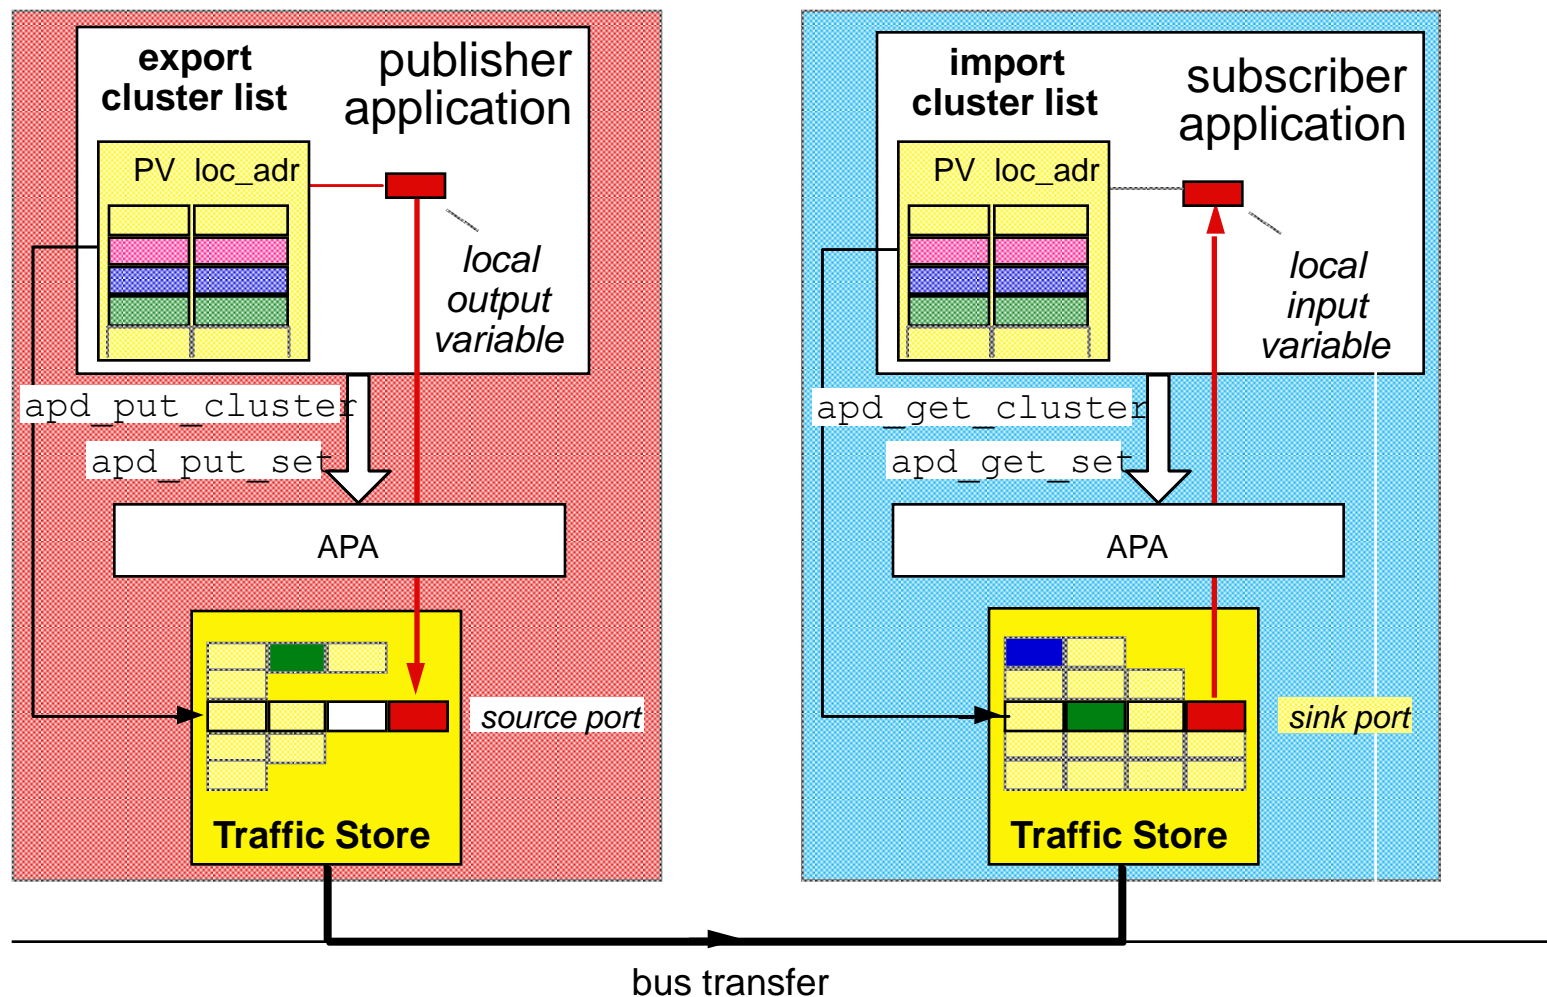 export
cluster list
publisher
application
PV loc_adr
local
output
variable
apd_put_cluster
apd_put_set
APA
source port
Traffic Store
import
cluster list
subscriber
application
PV loc_adr
local
input
variable
apd_get_cluster
apd_get_set
APA
sink port
Traffic Store
bus transfer